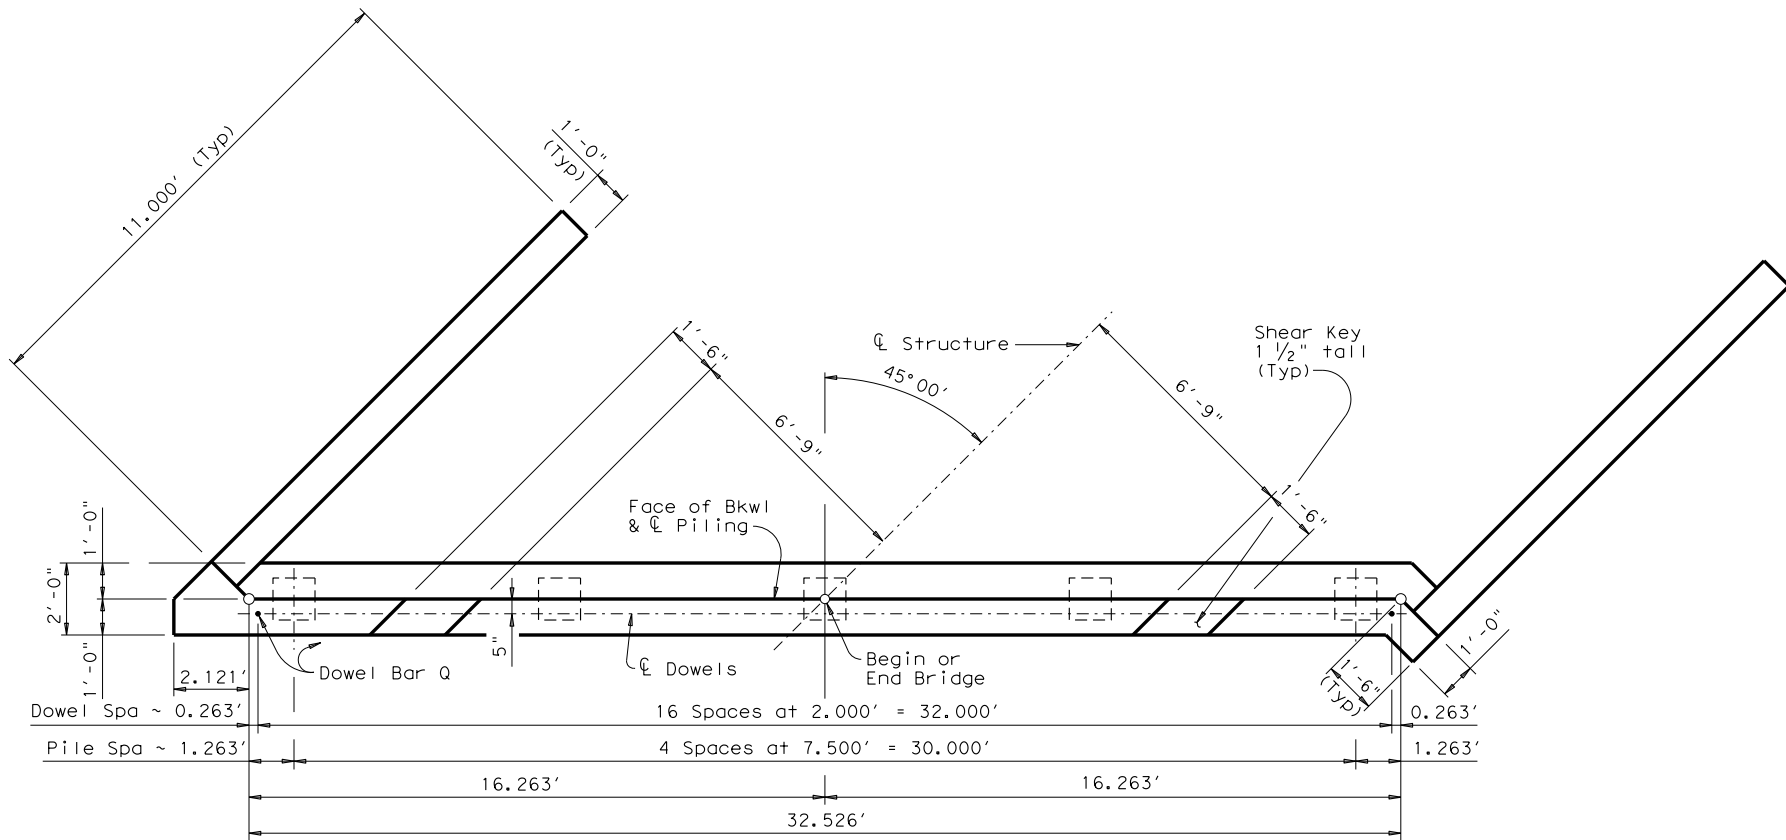 11.000' (Typ)
1'-0"
(Typ)
1'-6"
6'-9"
℄ Structure
45°00'
6'-9"
Shear Key
1 1/2" tall
(Typ)
1'-6"
Face of Bkwl
& ℄ Piling
2'-0"
1'-0"
1'-0"
5"
2.121'
Dowel Bar Q
℄ Dowels
Begin or
End Bridge
1'-6"
(Typ)
1'-0"
Dowel Spa ~ 0.263'
16 Spaces at 2.000' = 32.000'
0.263'
Pile Spa ~ 1.263'
4 Spaces at 7.500' = 30.000'
1.263'
16.263'
16.263'
32.526'